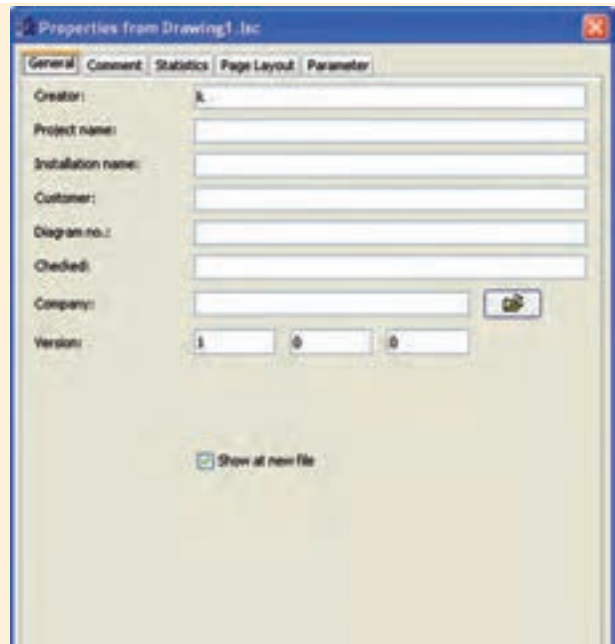 Properties from Drawing1.lsc
General Comment Statistics Page Layout Parameter
Creator: k
Project name:
Installation name:
Customer:
Diagram no.:
Checked:
Company:
Version: 1 0 0
Show at new file